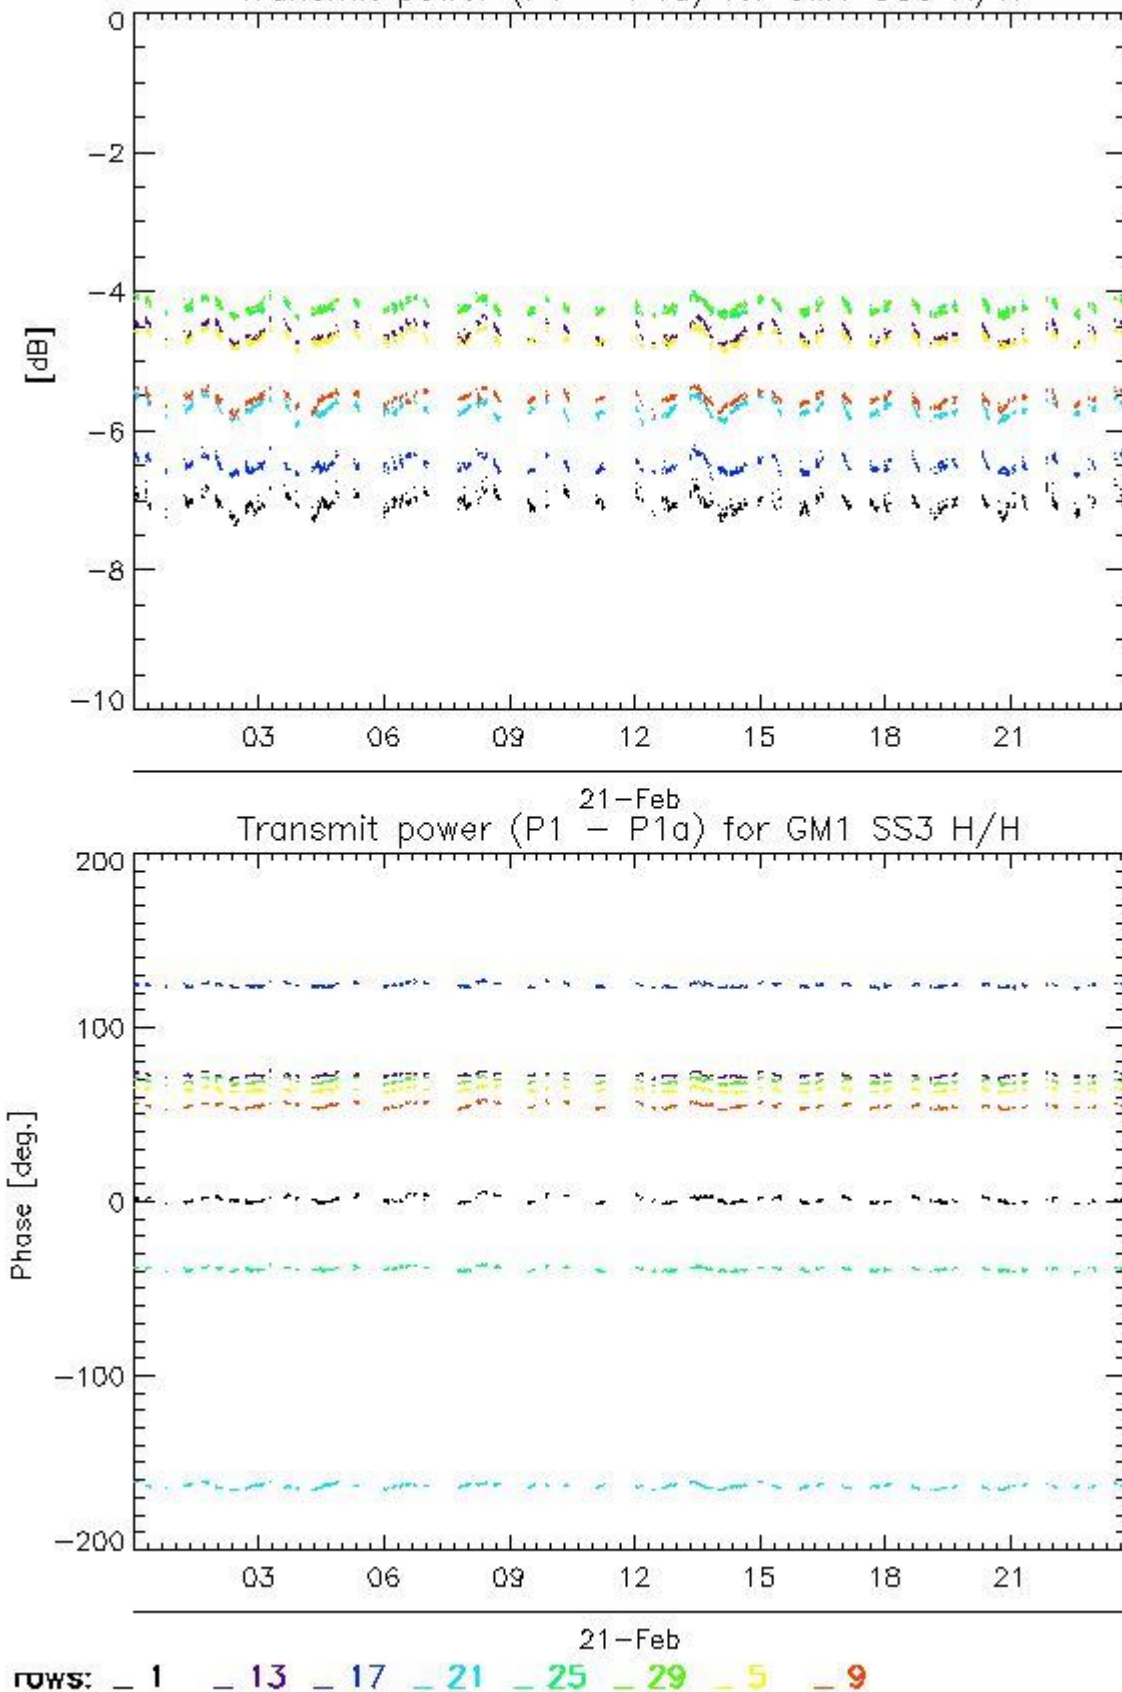 0
-2
-4
[dB]
-6
-8
-10
03 06 09 12 15 18 21
21-Feb
Transmit power (P1 - P1a) for GM1 SS3 H/H
200
100
Phase [deg.]
0
-100
-200
03 06 09 12 15 18 21
21-Feb
rows: _ 1 _ 13 _ 17 _ 21 _ 25 _ 29 _ 5 _ 9